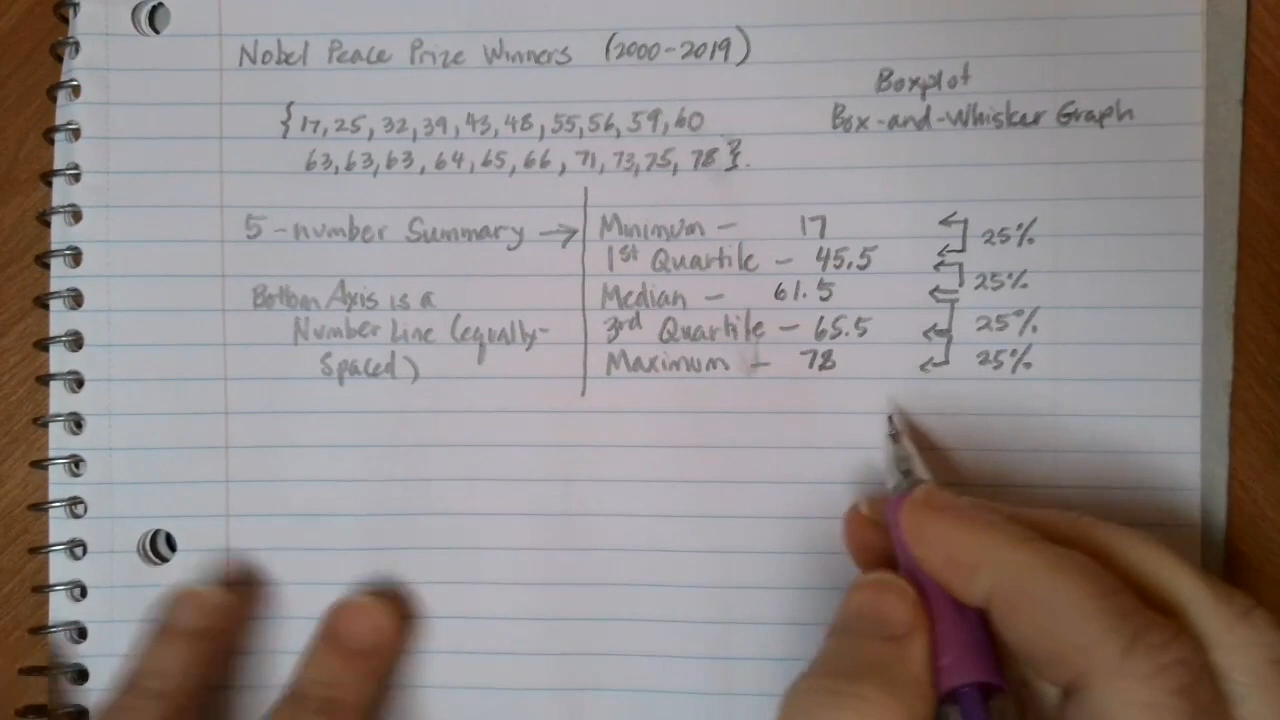 Nobel Peace Prize Winners (2000-2019)
Boxplot
Box-and-Whisker Graph
{17, 25, 32, 39, 43, 48, 55, 56, 59, 60
63, 63, 63, 64, 65, 66, 71, 73, 75, 78}.
5-number Summary →
Minimum - 17
1st Quartile - 45.5
Median - 61.5
3rd Quartile - 65.5
Maximum - 78
25%
25%
25%
25%
Bottom Axis is a
Number Line (equally-
Spaced)